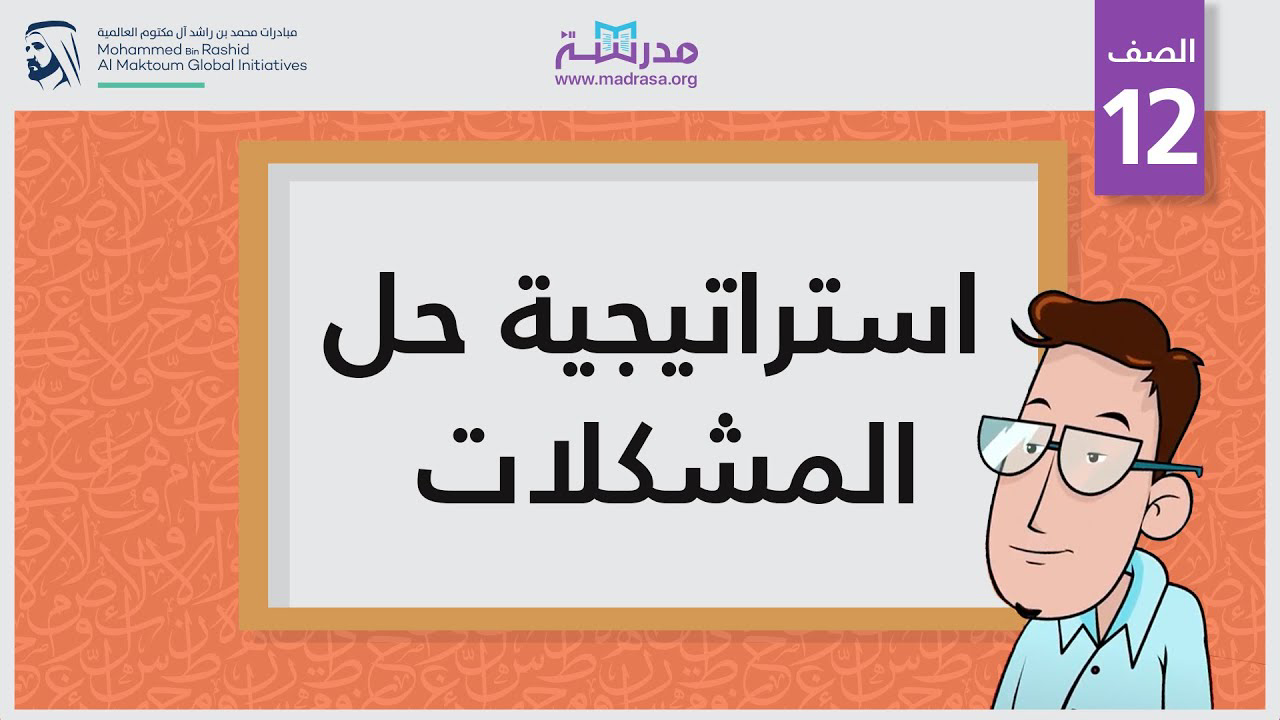 مبادرات محمد بن راشد آل مكتوم العالمية
Mohammed Bin Rashid
Al Maktoum Global Initiatives
مدرسة
www.madrasa.org
الصف
12
استراتيجية حل
المشكلات